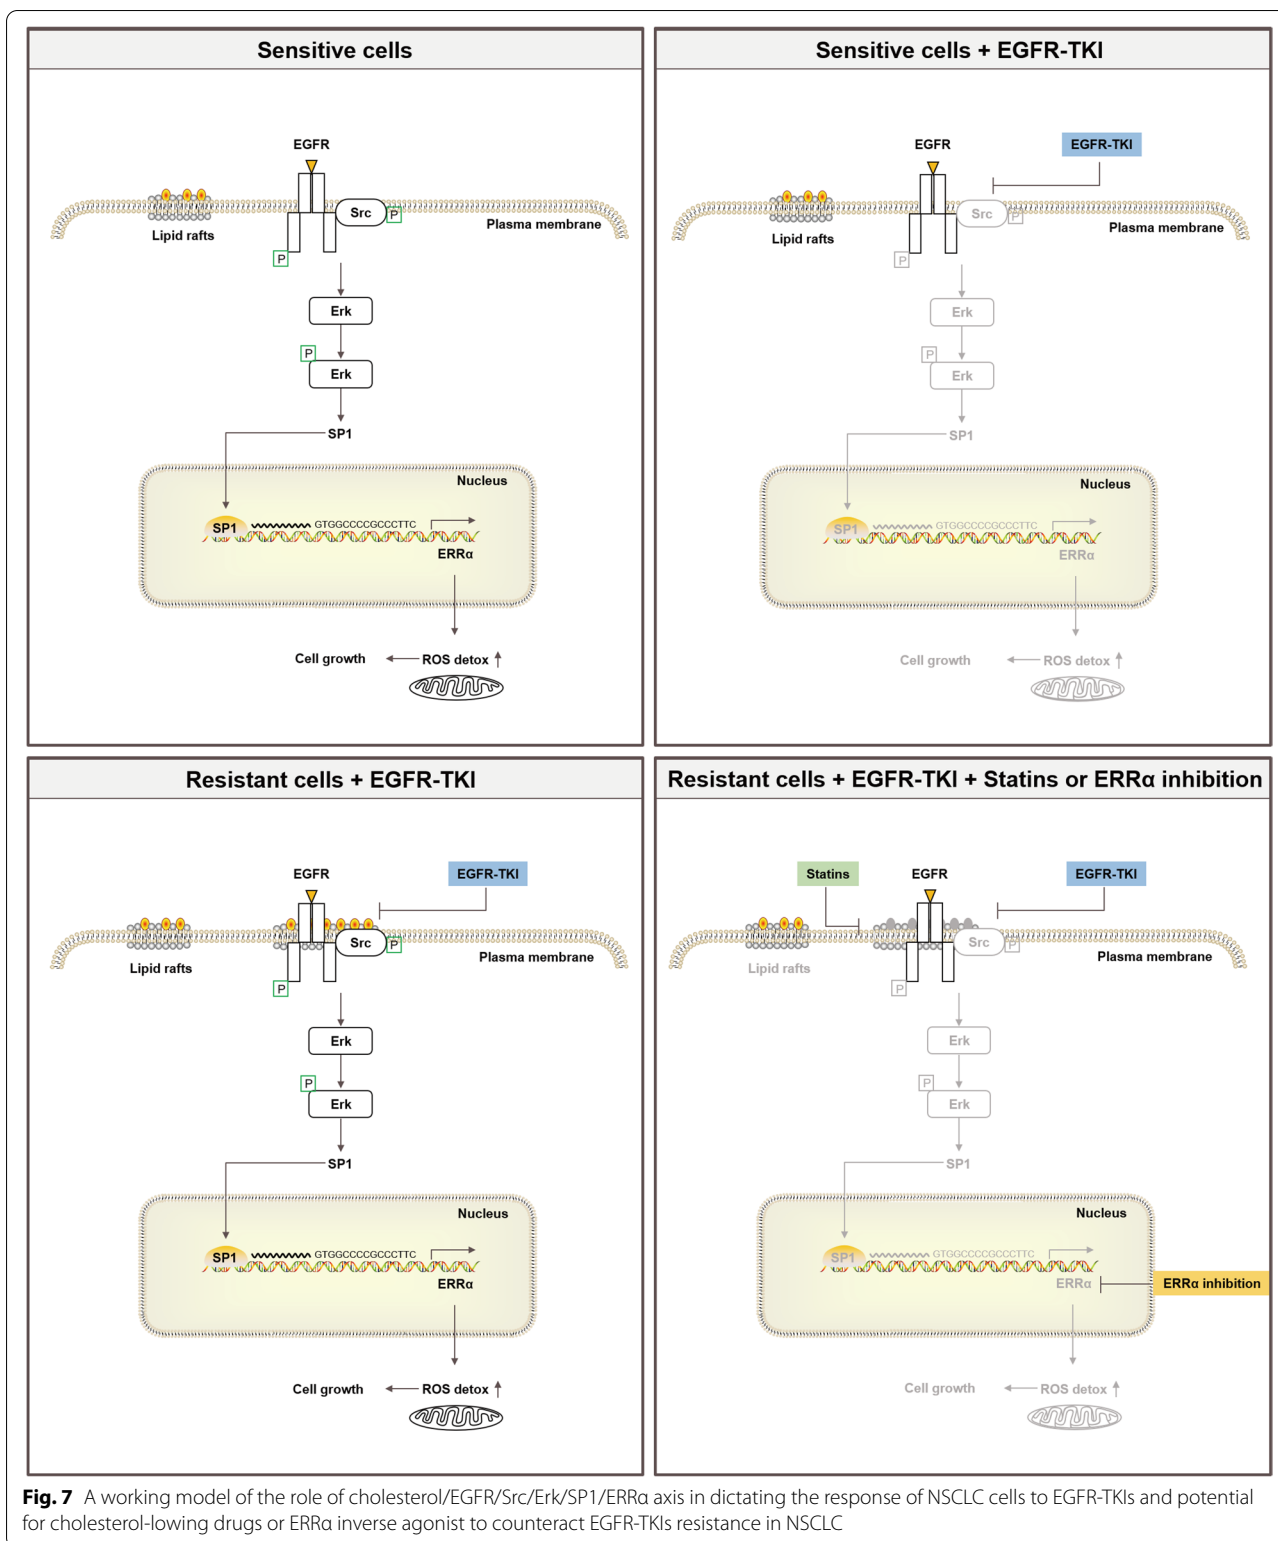 Sensitive cells
EGFR
Src
P
Lipid rafts
Plasma membrane
P
Erk
P
Erk
SP1
Nucleus
SP1
GTGGCCCCGCCCTTC
ERRα
Cell growth
ROS detox
Sensitive cells + EGFR-TKI
EGFR
EGFR-TKI
Src
P
Lipid rafts
Plasma membrane
P
Erk
P
Erk
SP1
Nucleus
SP1
GTGGCCCCGCCCTTC
ERRα
Cell growth
ROS detox
Resistant cells + EGFR-TKI
EGFR
EGFR-TKI
Src
P
Lipid rafts
Plasma membrane
P
Erk
P
Erk
SP1
Nucleus
SP1
GTGGCCCCGCCCTTC
ERRα
Cell growth
ROS detox
Resistant cells + EGFR-TKI + Statins or ERRα inhibition
Statins
EGFR
EGFR-TKI
Src
P
Lipid rafts
Plasma membrane
P
Erk
P
Erk
SP1
Nucleus
SP1
GTGGCCCCGCCCTTC
ERRα
ERRα inhibition
Cell growth
ROS detox
Fig. 7 A working model of the role of cholesterol/EGFR/Src/Erk/SP1/ERRα axis in dictating the response of NSCLC cells to EGFR-TKIs and potential
for cholesterol-lowing drugs or ERRα inverse agonist to counteract EGFR-TKIs resistance in NSCLC